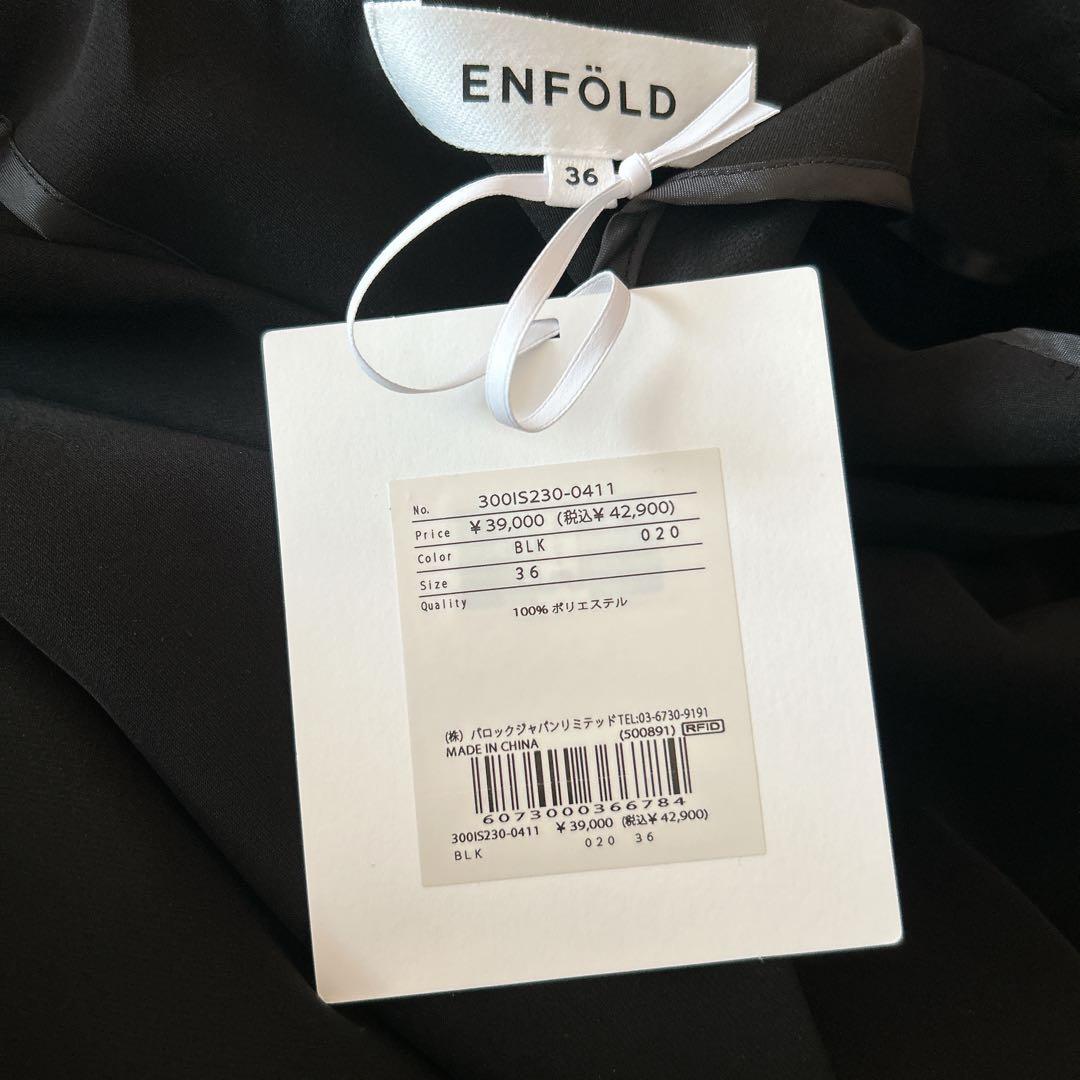 ENFÖLD
36
No. 300IS230-0411
Price ¥39,000 (税込¥ 42,900)
Color BLK 020
Size 36
Quality
100% ポリエステル
(株) バロックジャパンリミテッド TEL:03-6730-9191
MADE IN CHINA (500891) RFID
6073000366784
300IS230-0411 ¥39,000 (税込¥ 42,900)
BLK 020 36